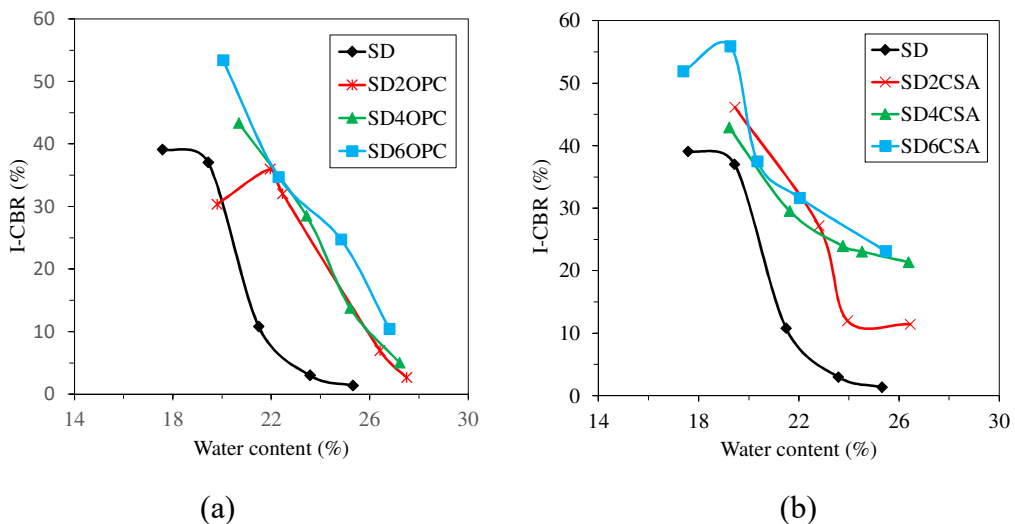 60
50
40
30
20
10
0
I-CBR (%)
SD
SD2OPC
SD4OPC
SD6OPC
14 18 22 26 30
Water content (%)
(a)
60
50
40
30
20
10
0
I-CBR (%)
SD
SD2CSA
SD4CSA
SD6CSA
14 18 22 26 30
Water content (%)
(b)